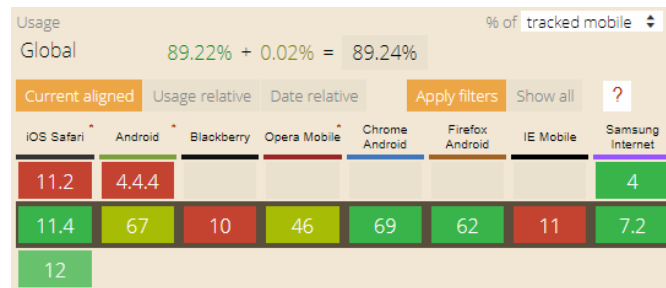 Usage % of tracked mobile
Global 89.22% + 0.02% = 89.24%
Current aligned Usage relative Date relative Apply filters Show all ?
iOS Safari * Android * Blackberry Opera Mobile * Chrome Android Firefox Android IE Mobile Samsung Internet
11.2 4.4.4 4
11.4 67 10 46 69 62 11 7.2
12